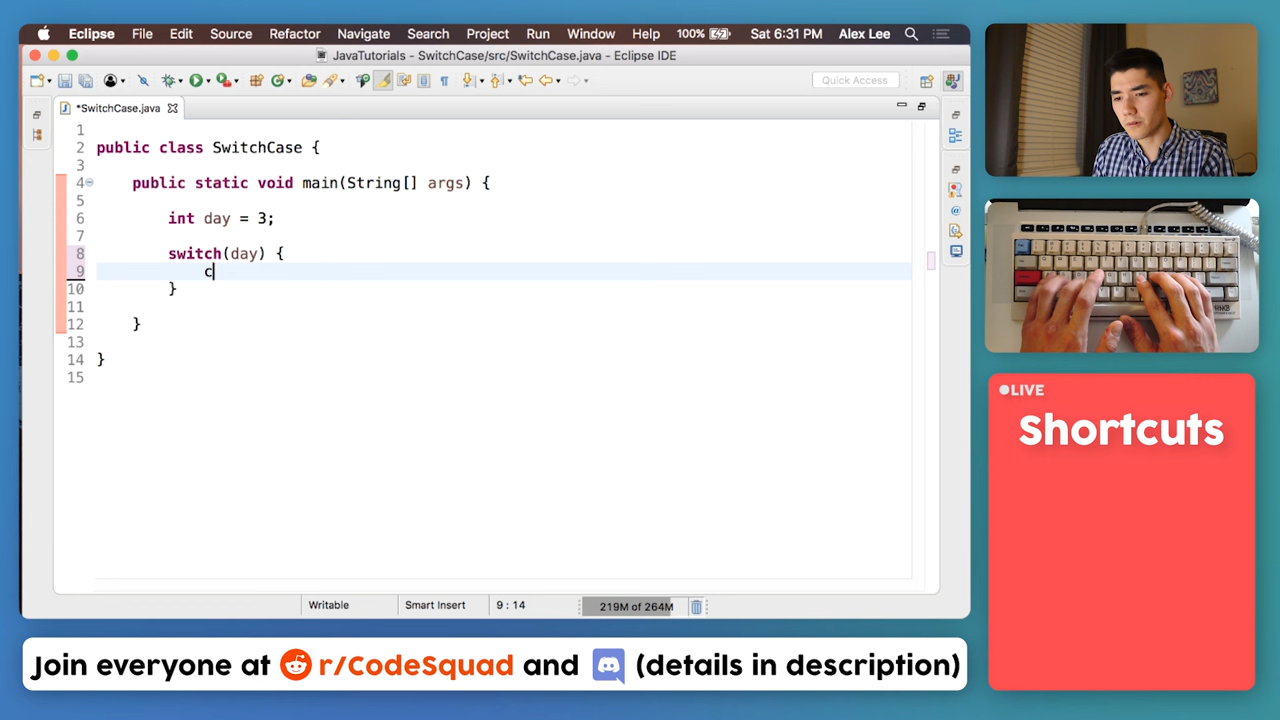 Eclipse File Edit Source Refactor Navigate Search Project Run Window Help 100% Sat 6:31 PM Alex Lee
JavaTutorials - SwitchCase/src/SwitchCase.java - Eclipse IDE
Quick Access
*SwitchCase.java
1
2 public class SwitchCase {
3
4 public static void main(String[] args) {
5
6 int day = 3;
7
8 switch(day) {
9 c
10 }
11
12 }
13
14 }
15
Writable Smart Insert 9 : 14 219M of 264M
LIVE
Shortcuts
Join everyone at r/CodeSquad and (details in description)